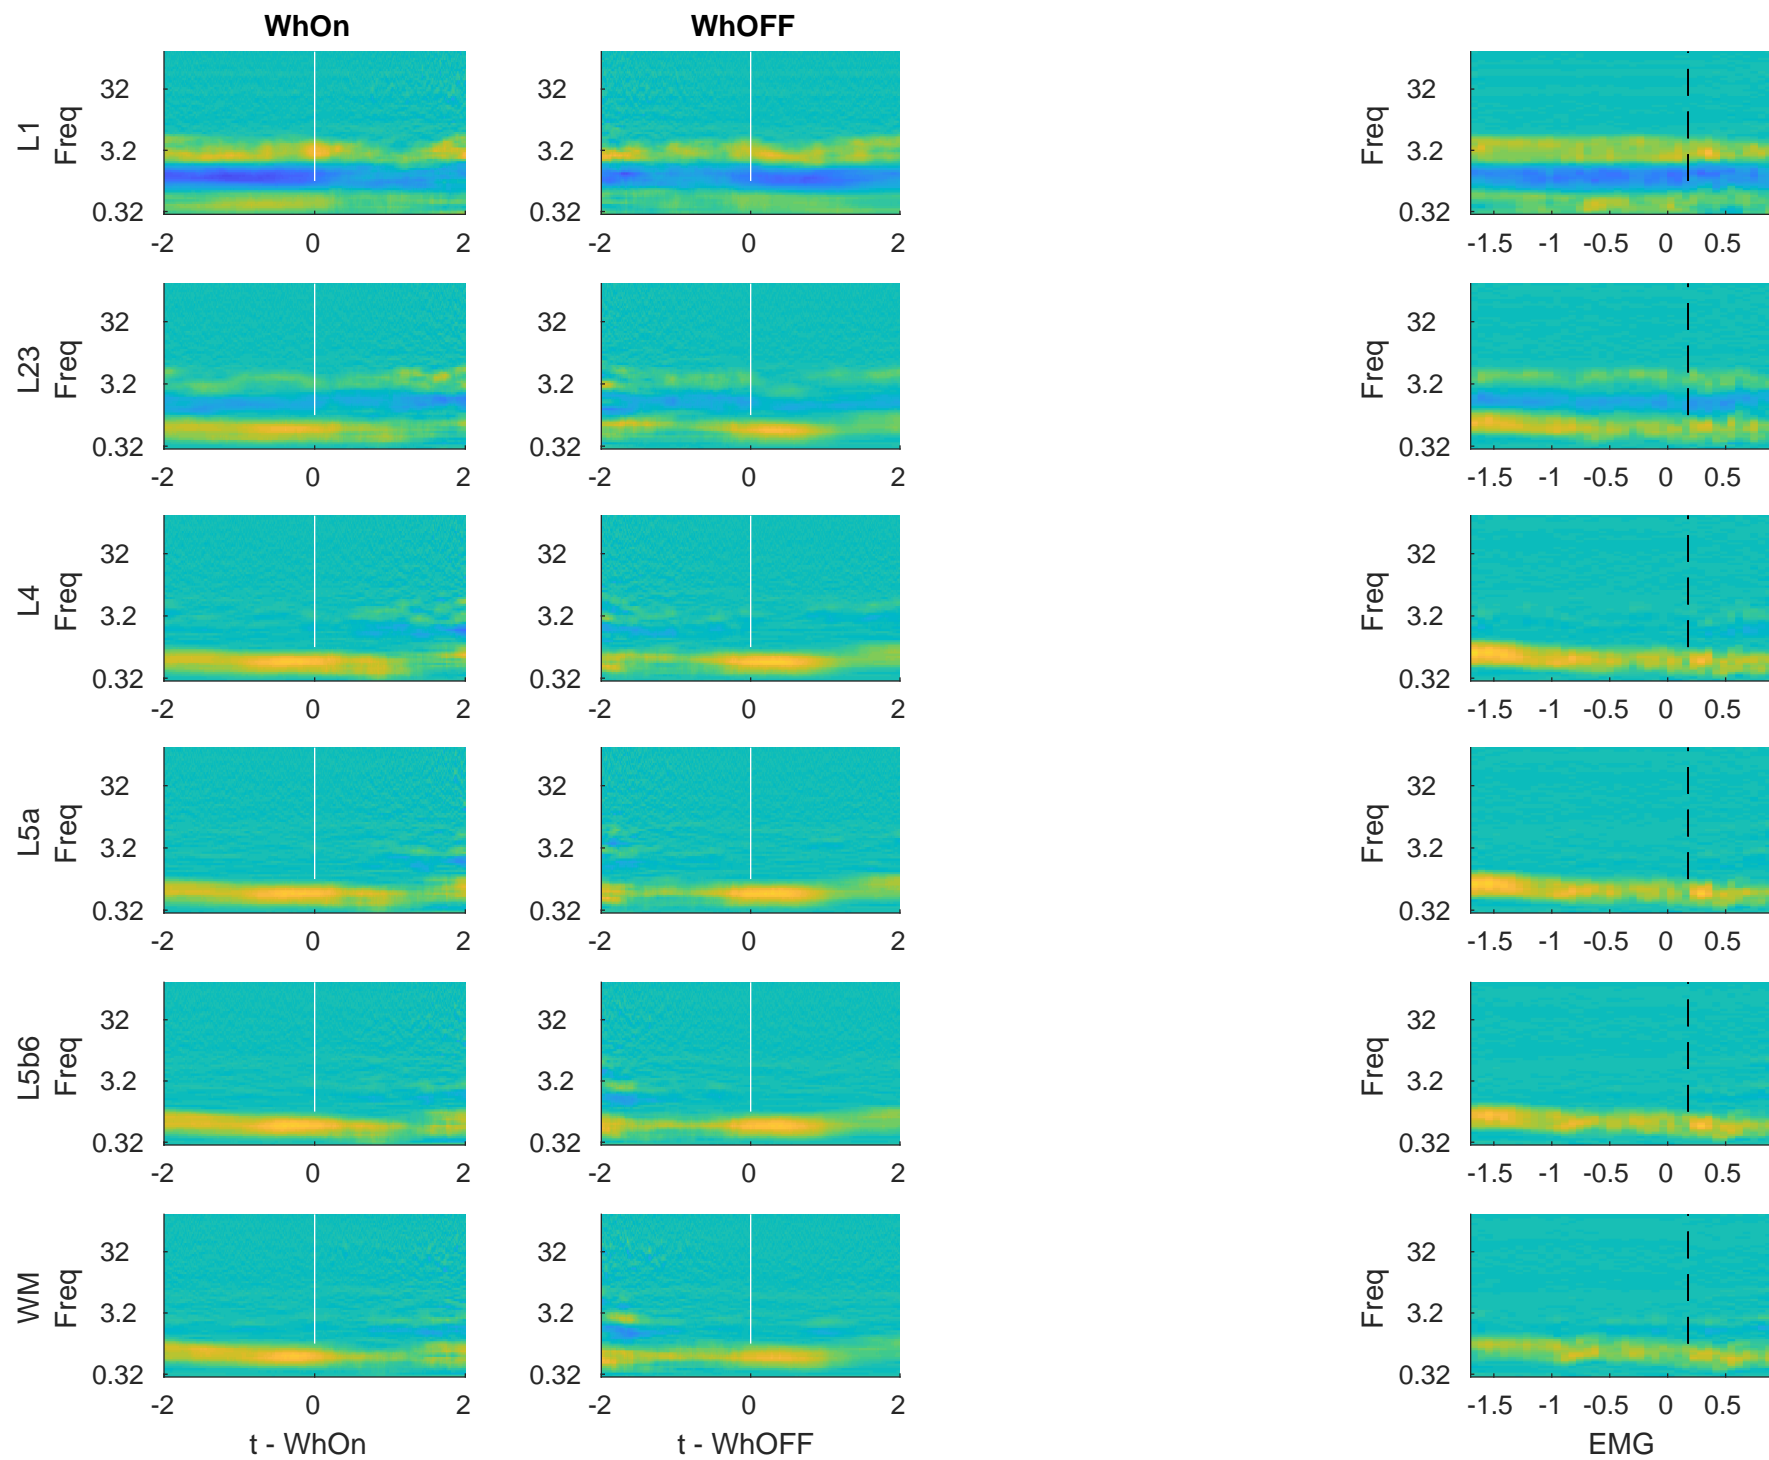 WhOn WhOFF
L1 Freq 32 3.2 0.32 32 3.2 0.32 Freq 32 3.2 0.32
-2 0 2 -2 0 2 -1.5 -1 -0.5 0 0.5
L23 Freq 32 3.2 0.32 32 3.2 0.32 Freq 32 3.2 0.32
-2 0 2 -2 0 2 -1.5 -1 -0.5 0 0.5
L4 Freq 32 3.2 0.32 32 3.2 0.32 Freq 32 3.2 0.32
-2 0 2 -2 0 2 -1.5 -1 -0.5 0 0.5
L5a Freq 32 3.2 0.32 32 3.2 0.32 Freq 32 3.2 0.32
-2 0 2 -2 0 2 -1.5 -1 -0.5 0 0.5
L5b6 Freq 32 3.2 0.32 32 3.2 0.32 Freq 32 3.2 0.32
-2 0 2 -2 0 2 -1.5 -1 -0.5 0 0.5
WM Freq 32 3.2 0.32 32 3.2 0.32 Freq 32 3.2 0.32
-2 0 2 -2 0 2 -1.5 -1 -0.5 0 0.5
t - WhOn t - WhOFF EMG